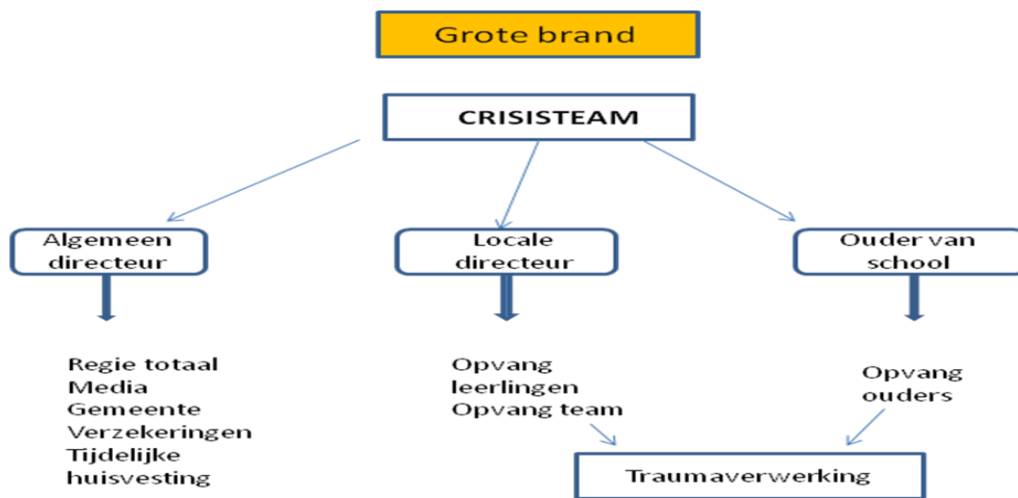 Grote brand
CRISISTEAM
Algemeen
directeur
Locale
directeur
Ouder van
school
Regie totaal
Media
Gemeente
Verzekeringen
Tijdelijke
huisvesting
Opvang
leerlingen
Opvang team
Opvang
ouders
Traumaverwerking